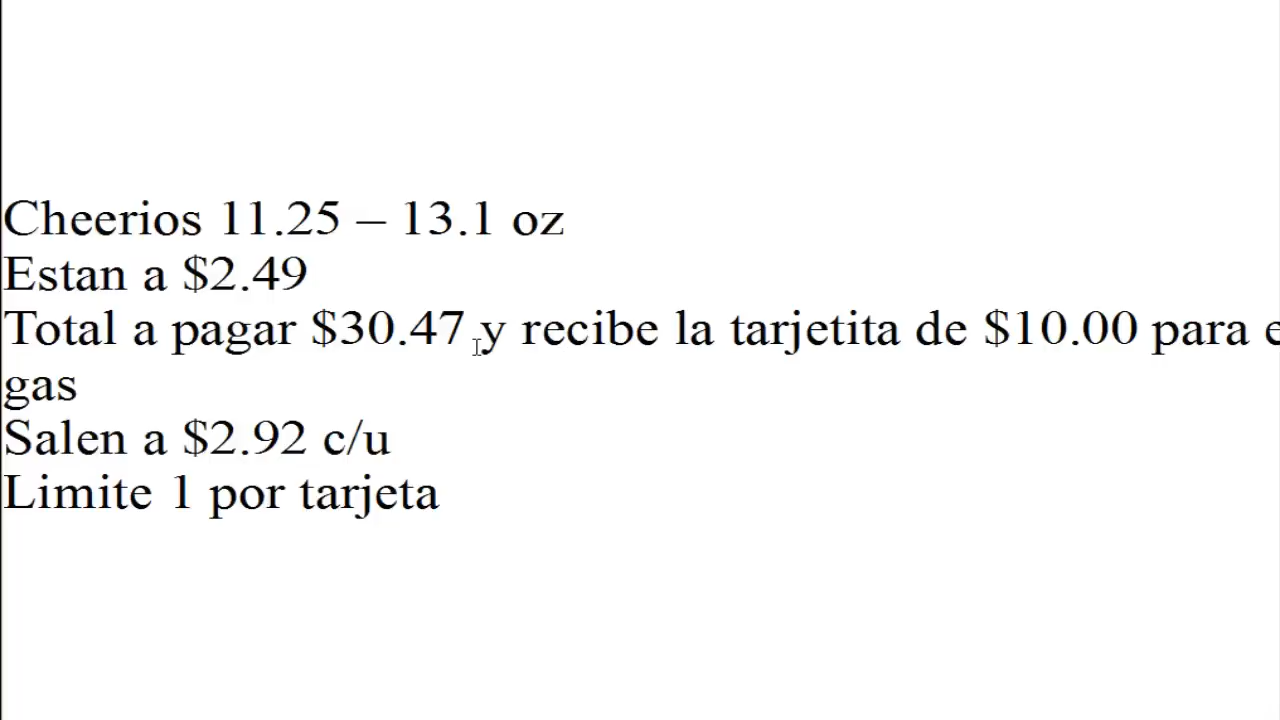 Cheerios 11.25 – 13.1 oz
Estan a $2.49
Total a pagar $30.47 y recibe la tarjetita de $10.00 para
gas
Salen a $2.92 c/u
Limite 1 por tarjeta